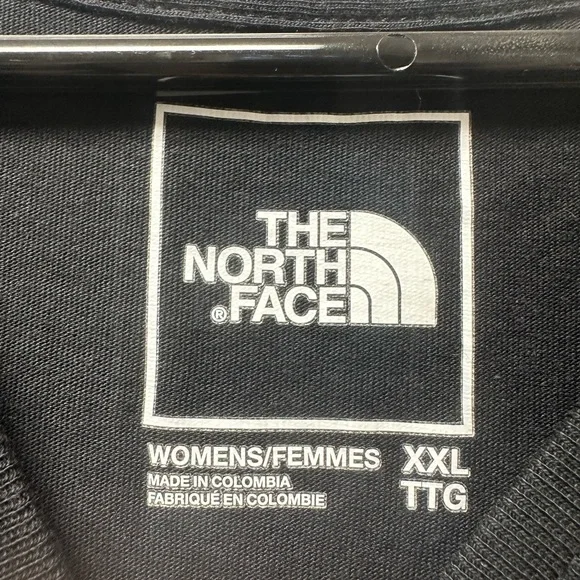 THE
NORTH
®FACE
WOMENS/FEMMES XXL
MADE IN COLOMBIA
FABRIQUÉ EN COLOMBIE TTG